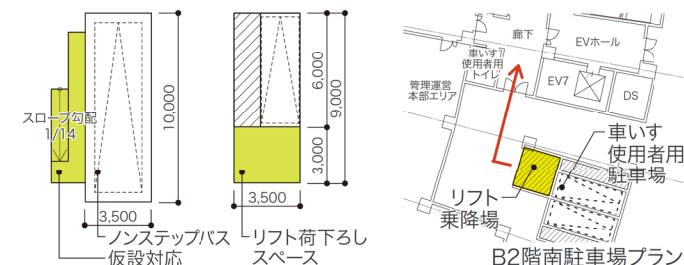 スロープ勾配
1/14
10,000
3,500
ノンステップバス
仮設対応
6,000
9,000
3,000
3,500
リフト荷下ろし
スペース
廊下
EVホール
車いす
使用者用
トイレ
管理運営
本部エリア
EV7
DS
車いす
使用者用
駐車場
リフト
乗降場
B2階南駐車場プラン